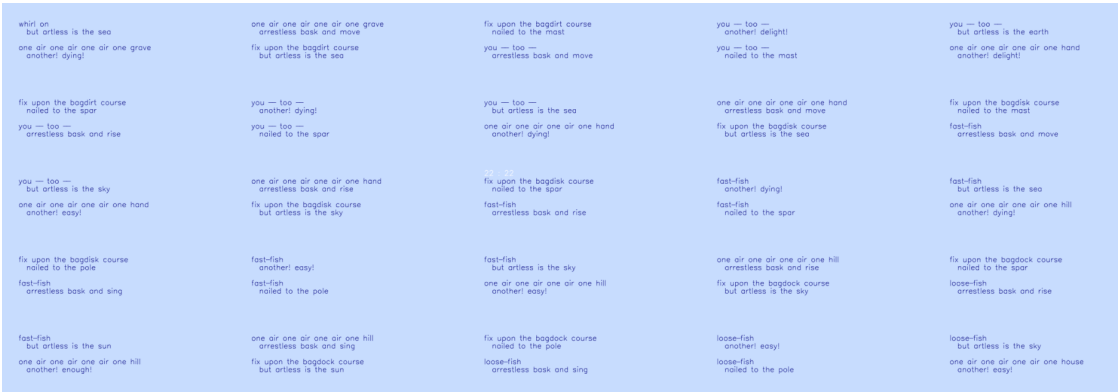 whirl on
but artless is the sea
one air one air one air one grave
another! dying!
one air one air one air one grave
arrestless bask and move
fix upon the bagdirt course
but artless is the sea
fix upon the bagdirt course
nailed to the mast
you — too —
arrestless bask and move
you — too —
another! delight!
you — too —
nailed to the mast
you — too —
but artless is the earth
one air one air one air one hand
another! delight!
fix upon the bagdirt course
nailed to the spar
you — too —
arrestless bask and rise
you — too —
another! dying!
you — too —
nailed to the spar
you — too —
but artless is the sea
one air one air one air one hand
another! dying!
one air one air one air one hand
arrestless bask and move
fix upon the bagdisk course
but artless is the sea
fix upon the bagdisk course
nailed to the mast
fast-fish
arrestless bask and move
you — too —
but artless is the sky
one air one air one air one hand
another! easy!
one air one air one air one hand
arrestless bask and rise
fix upon the bagdisk course
but artless is the sky
fix upon the bagdisk course
nailed to the spar
fast-fish
arrestless bask and rise
fast-fish
another! dying!
fast-fish
nailed to the spar
fast-fish
but artless is the sea
one air one air one air one hill
another! dying!
fix upon the bagdisk course
nailed to the pole
fast-fish
arrestless bask and sing
fast-fish
another! easy!
fast-fish
nailed to the pole
fast-fish
but artless is the sky
one air one air one air one hill
another! easy!
one air one air one air one hill
arrestless bask and rise
fix upon the bagdock course
but artless is the sky
fix upon the bagdock course
nailed to the spar
loose-fish
arrestless bask and rise
fast-fish
but artless is the sun
one air one air one air one hill
another! enough!
one air one air one air one hill
arrestless bask and sing
fix upon the bagdock course
but artless is the sun
fix upon the bagdock course
nailed to the pole
loose-fish
arrestless bask and sing
loose-fish
another! easy!
loose-fish
nailed to the pole
loose-fish
but artless is the sky
one air one air one air one house
another! easy!